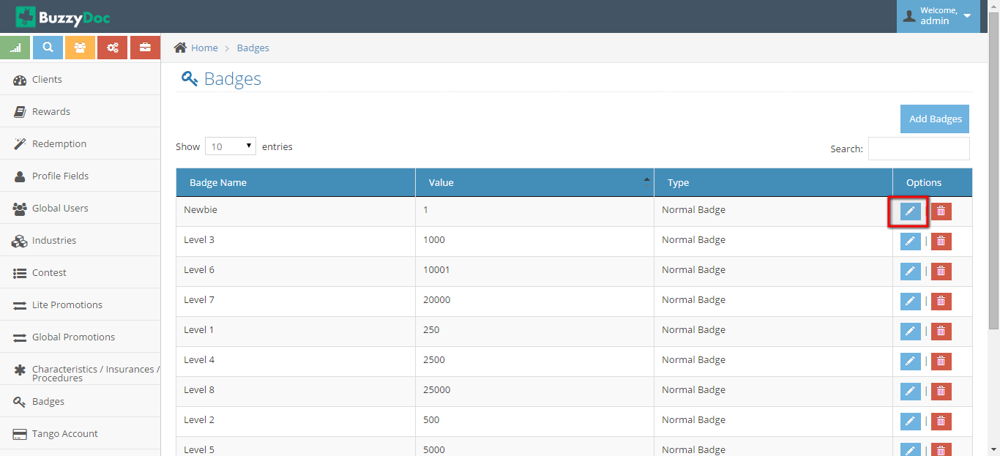 BuzzyDoc
Welcome,
admin
Home > Badges
Clients
Rewards
Redemption
Profile Fields
Global Users
Industries
Contest
Lite Promotions
Global Promotions
Characteristics / Insurances /
Procedures
Badges
Tango Account
Badges
Add Badges
Show 10 entries
Search:
Badge Name Value Type Options
Newbie 1 Normal Badge |
Level 3 1000 Normal Badge |
Level 6 10001 Normal Badge |
Level 7 20000 Normal Badge |
Level 1 250 Normal Badge |
Level 4 2500 Normal Badge |
Level 8 25000 Normal Badge |
Level 2 500 Normal Badge |
Level 5 5000 Normal Badge |